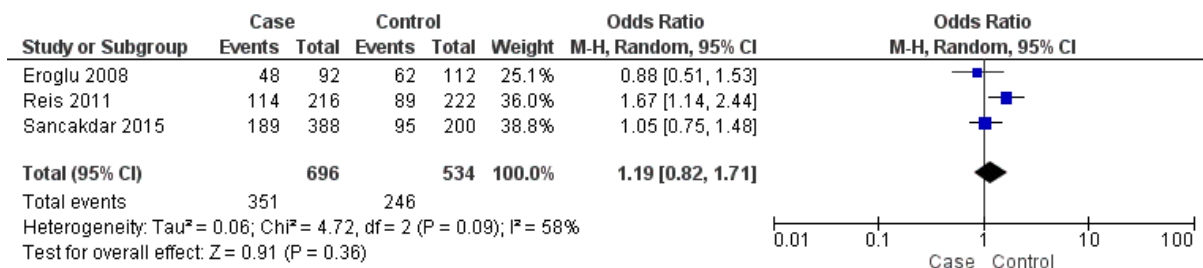 Case Control Odds Ratio Odds Ratio
Study or Subgroup Events Total Events Total Weight M-H, Random, 95% CI M-H, Random, 95% CI
Eroglu 2008 48 92 62 112 25.1% 0.88 [0.51, 1.53]
Reis 2011 114 216 89 222 36.0% 1.67 [1.14, 2.44]
Sancakdar 2015 189 388 95 200 38.8% 1.05 [0.75, 1.48]
Total (95% CI) 696 534 100.0% 1.19 [0.82, 1.71]
Total events 351 246
Heterogeneity: Tau² = 0.06; Chi² = 4.72, df = 2 (P = 0.09); I² = 58%
Test for overall effect: Z = 0.91 (P = 0.36)
0.01 0.1 1 10 100
Case Control